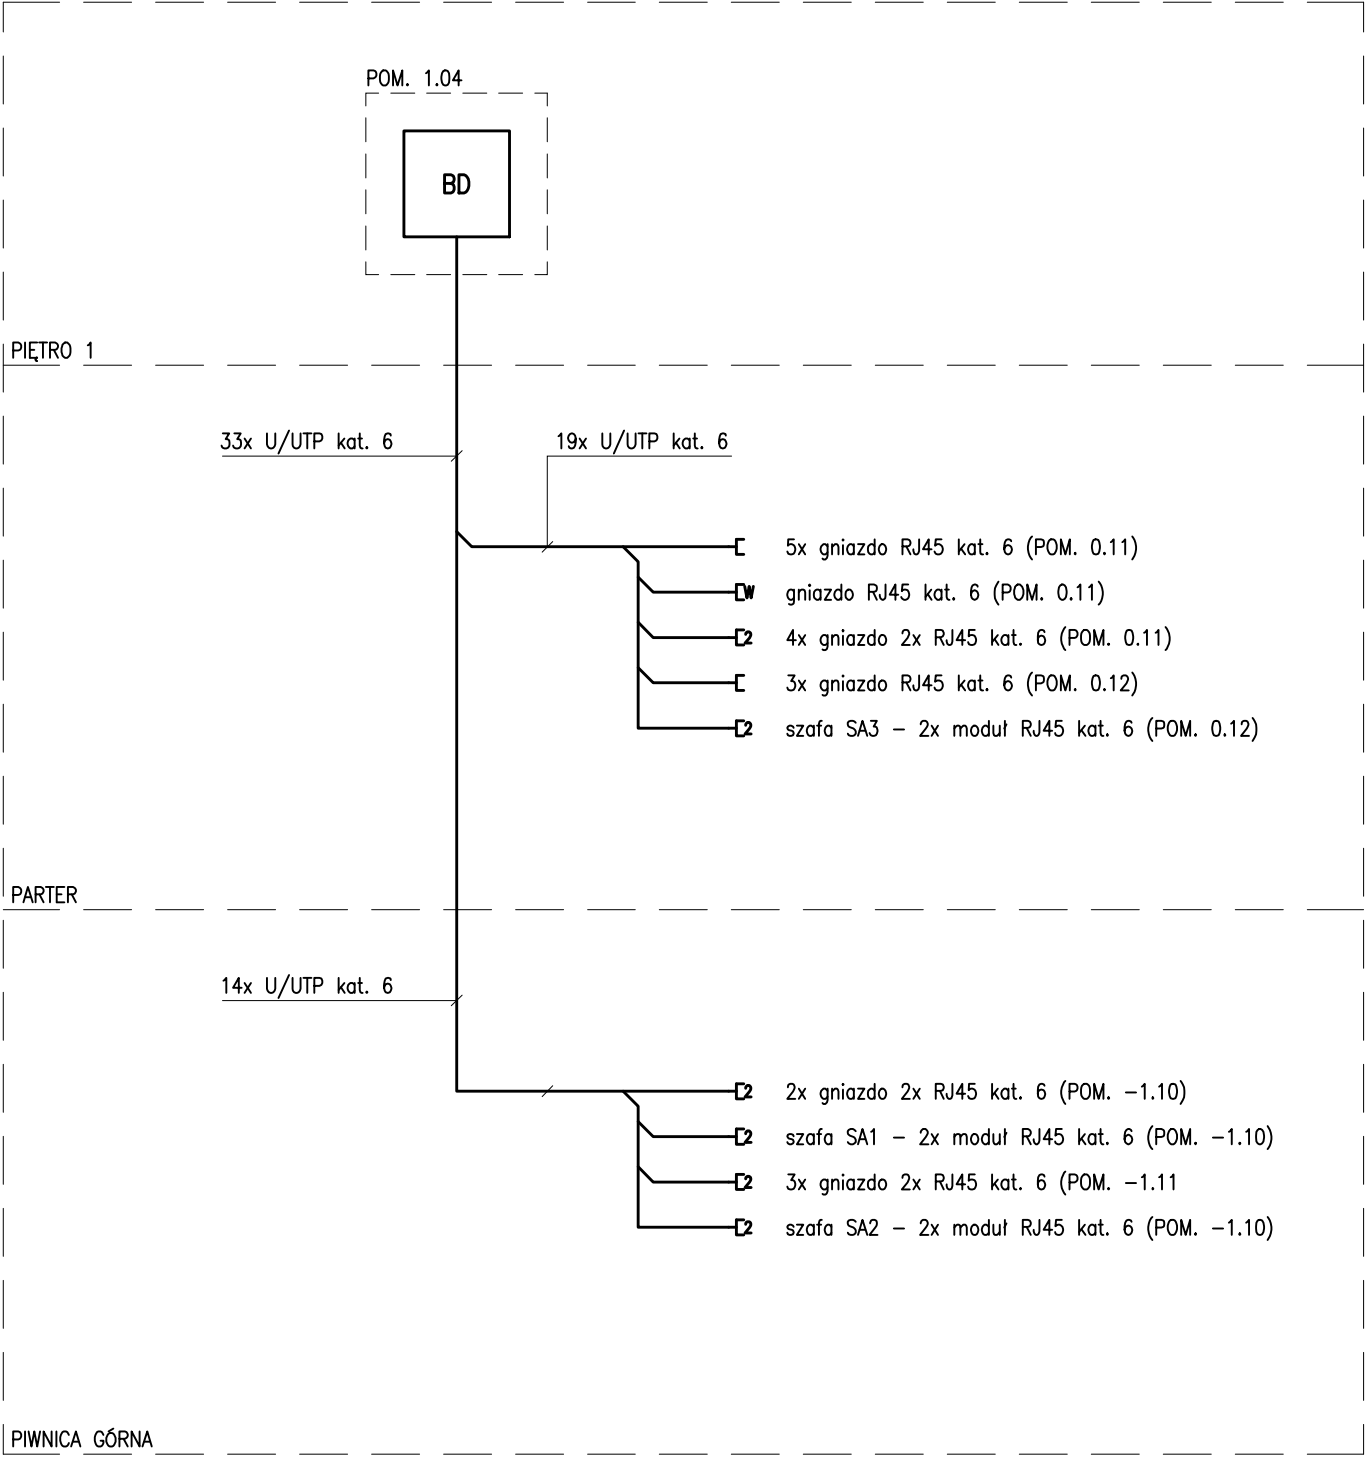 POM. 1.04
BD
PIĘTRO 1
33x U/UTP kat. 6
19x U/UTP kat. 6
5x gniazdo RJ45 kat. 6 (POM. 0.11)
W gniazdo RJ45 kat. 6 (POM. 0.11)
2 4x gniazdo 2x RJ45 kat. 6 (POM. 0.11)
3x gniazdo RJ45 kat. 6 (POM. 0.12)
2 szafa SA3 – 2x moduł RJ45 kat. 6 (POM. 0.12)
PARTER
14x U/UTP kat. 6
2 2x gniazdo 2x RJ45 kat. 6 (POM. –1.10)
2 szafa SA1 – 2x moduł RJ45 kat. 6 (POM. –1.10)
2 3x gniazdo 2x RJ45 kat. 6 (POM. –1.11
2 szafa SA2 – 2x moduł RJ45 kat. 6 (POM. –1.10)
PIWNICA GÓRNA